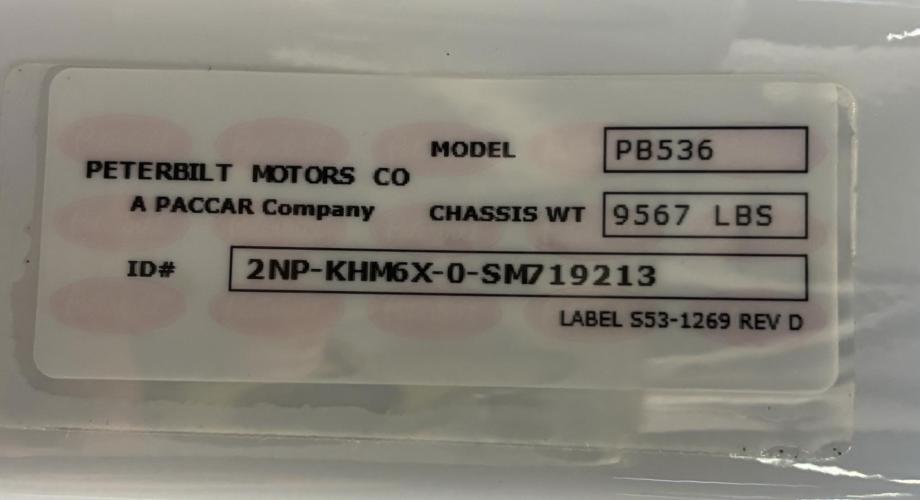 MODEL PB536
PETERBILT MOTORS CO
A PACCAR Company
CHASSIS WT 9567 LBS
ID# 2NP-KHM6X-0-SM719213
LABEL S53-1269 REV D